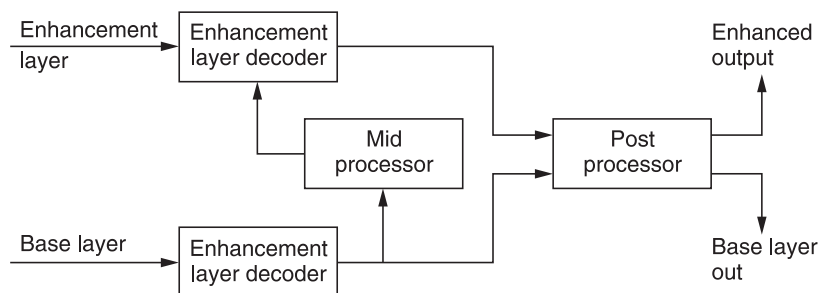 Enhancement
layer
Enhancement
layer decoder
Enhanced
output
Mid
processor
Post
processor
Base layer
Enhancement
layer decoder
Base layer
out